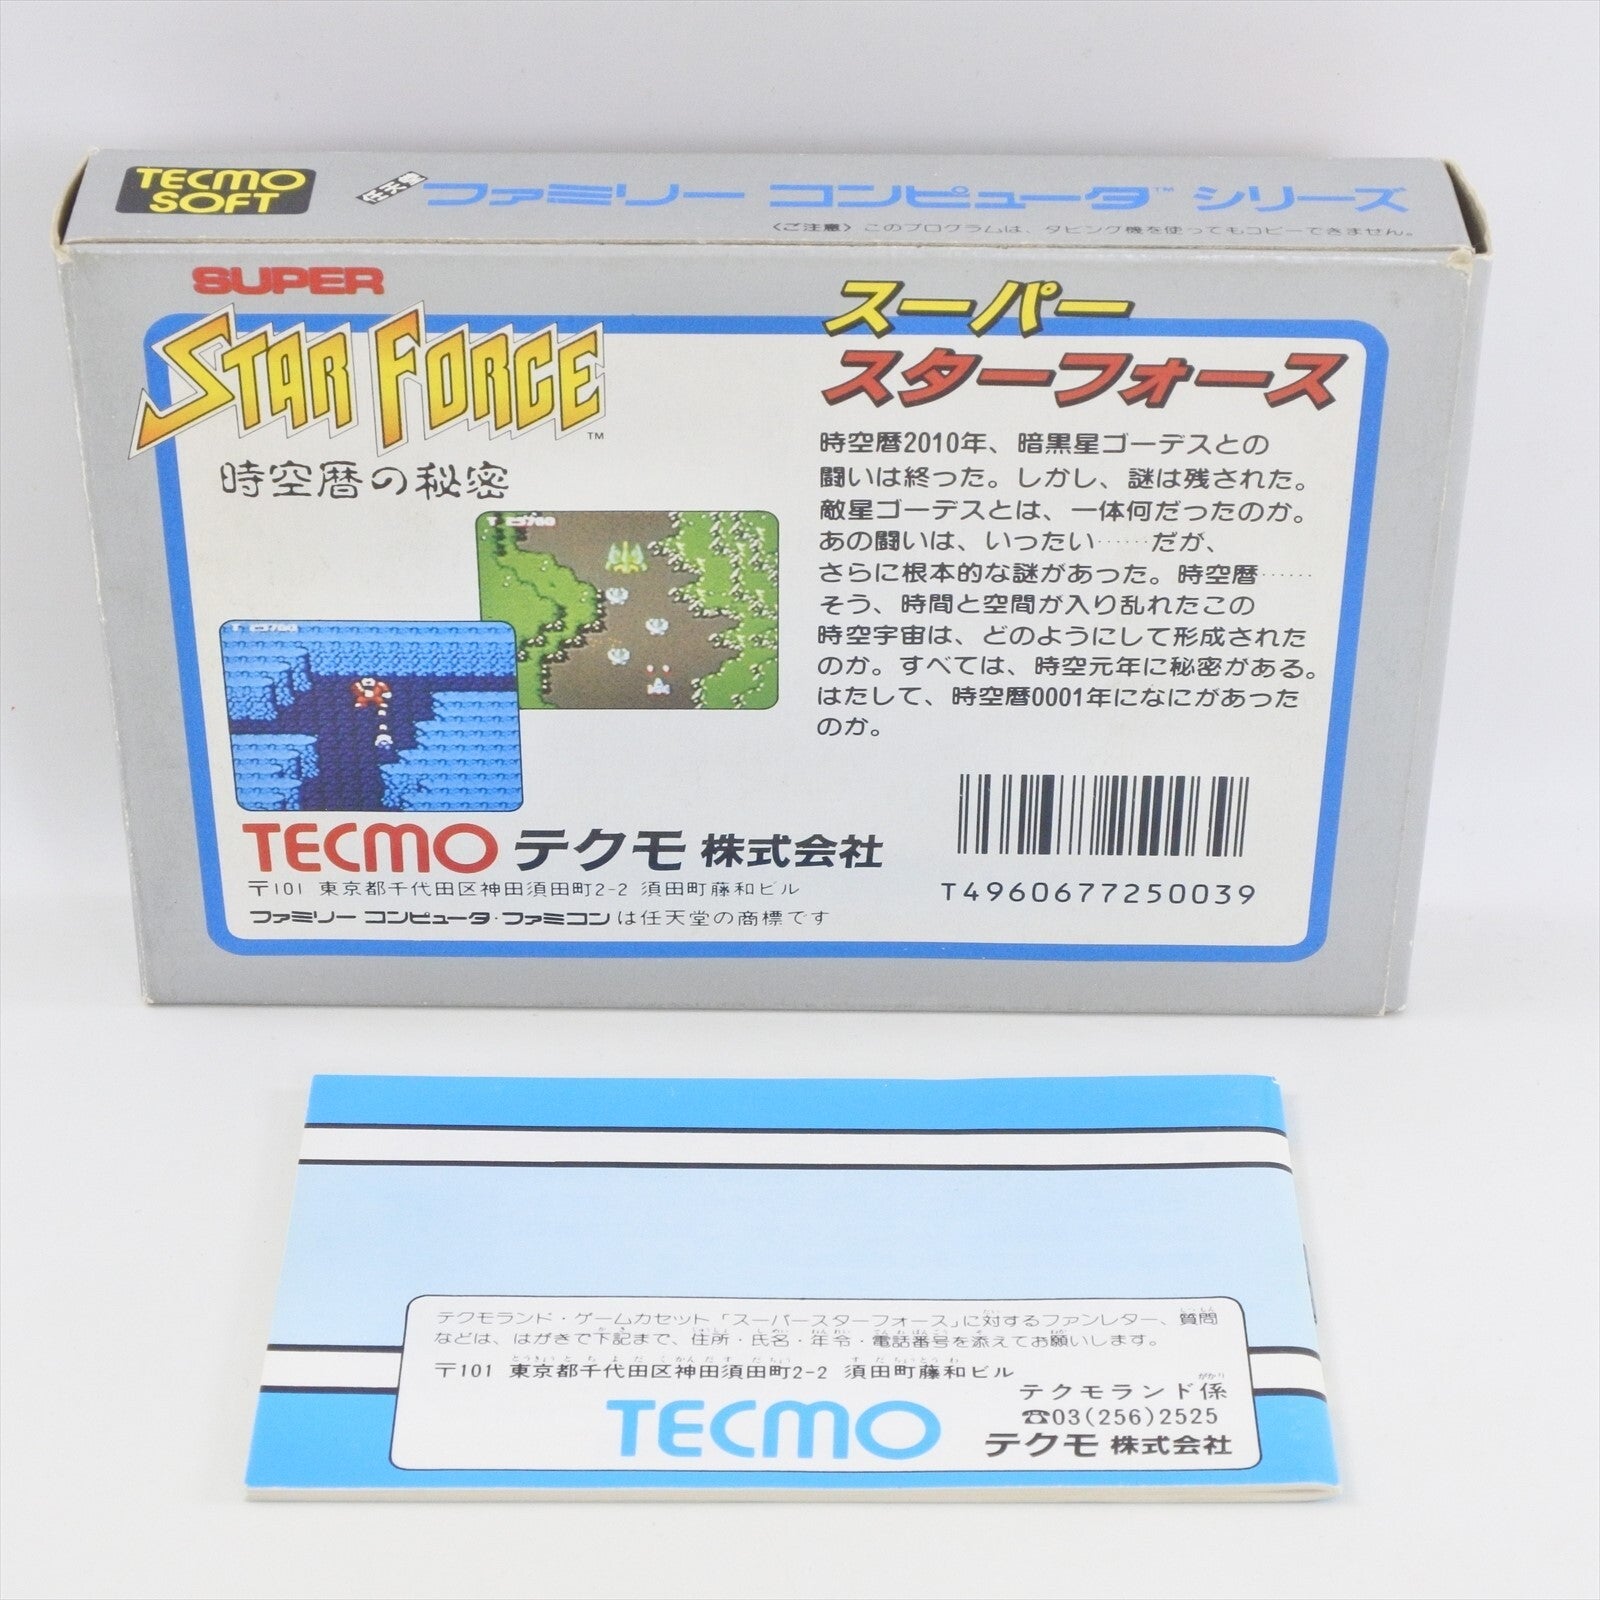 TECMO
SOFT
任天堂 ファミリー コンピュータ™ シリーズ
〈ご注意〉このプログラムは、ダビング機を使ってもコピーできません。
SUPER
STAR FORCE™
時空暦の秘密
スーパー
スターフォース
時空暦2010年、暗黒星ゴーデスとの
闘いは終った。しかし、謎は残された。
敵星ゴーデスとは、一体何だったのか。
あの闘いは、いったい……だが、
さらに根本的な謎があった。時空暦……
そう、時間と空間が入り乱れたこの
時空宇宙は、どのようにして形成された
のか。すべては、時空元年に秘密がある。
はたして、時空暦0001年になにがあった
のか。
TECMO テクモ 株式会社
〒101 東京都千代田区神田須田町2-2 須田町藤和ビル
ファミリー コンピュータ・ファミコンは任天堂の商標です
T4960677250039
テクモランド・ゲームカセット「スーパースターフォース」に対するファンレター、質問
などは、はがきで下記まで、住所・氏名・年令・電話番号を添えてお願いします。
〒101 東京都千代田区神田須田町2-2 須田町藤和ビル
テクモランド係
☎03(256)2525
TECMO テクモ 株式会社